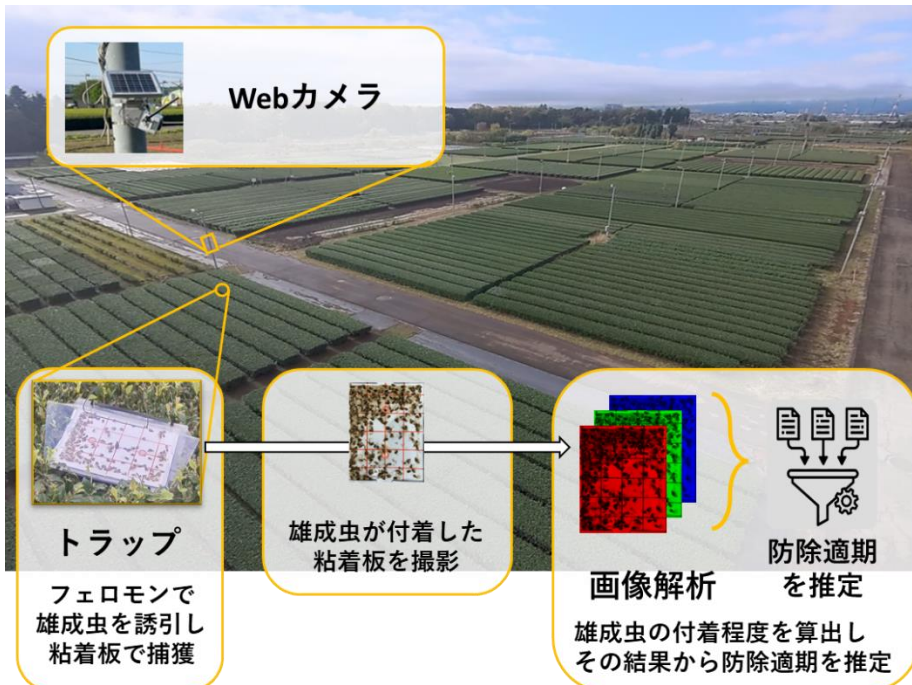 Webカメラ
トラップ
フェロモンで
雄成虫を誘引し
粘着板で捕獲
雄成虫が付着した
粘着板を撮影
画像解析
防除適期
を推定
雄成虫の付着程度を算出し
その結果から防除適期を推定